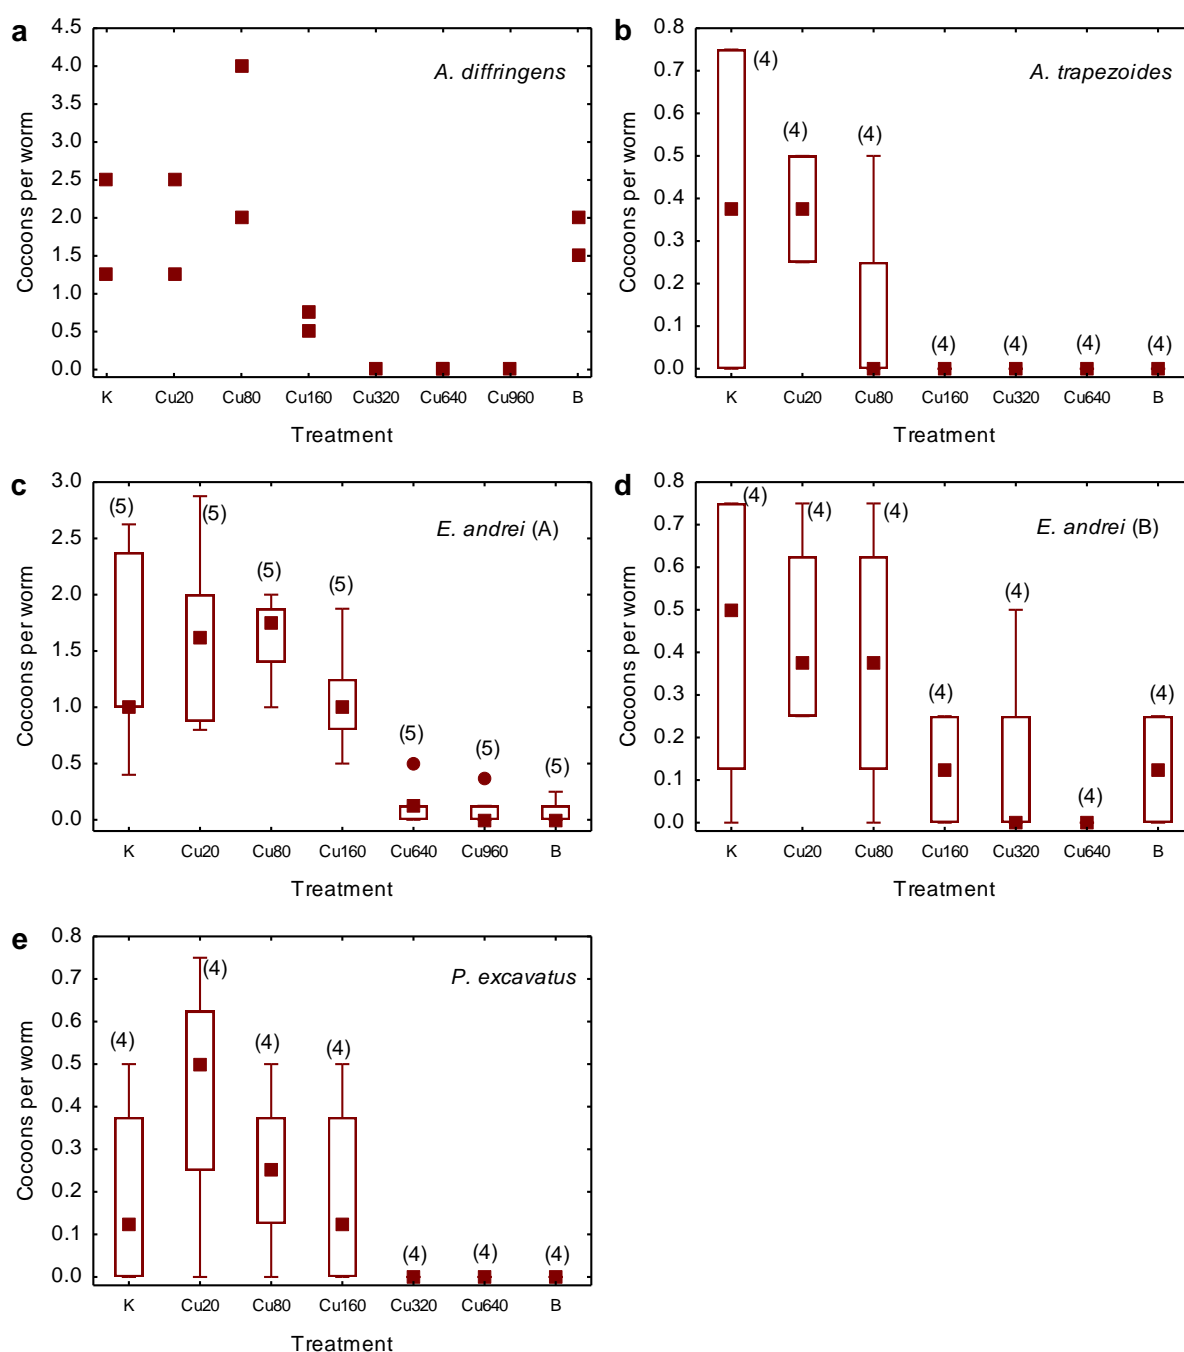 a
4.5
4.0
3.5
3.0
2.5
2.0
1.5
1.0
0.5
0.0
Cocoons per worm
A. diffringens
K Cu20 Cu80 Cu160 Cu320 Cu640 Cu960 B
Treatment
b
0.8
0.7
0.6
0.5
0.4
0.3
0.2
0.1
0.0
Cocoons per worm
A. trapezoides
(4) (4) (4) (4) (4) (4) (4)
K Cu20 Cu80 Cu160 Cu320 Cu640 B
Treatment
c
3.0
2.5
2.0
1.5
1.0
0.5
0.0
Cocoons per worm
E. andrei (A)
(5) (5) (5) (5) (5) (5) (5)
K Cu20 Cu80 Cu160 Cu640 Cu960 B
Treatment
d
0.8
0.7
0.6
0.5
0.4
0.3
0.2
0.1
0.0
Cocoons per worm
E. andrei (B)
(4) (4) (4) (4) (4) (4) (4)
K Cu20 Cu80 Cu160 Cu320 Cu640 B
Treatment
e
0.8
0.7
0.6
0.5
0.4
0.3
0.2
0.1
0.0
Cocoons per worm
P. excavatus
(4) (4) (4) (4) (4) (4) (4)
K Cu20 Cu80 Cu160 Cu320 Cu640 B
Treatment